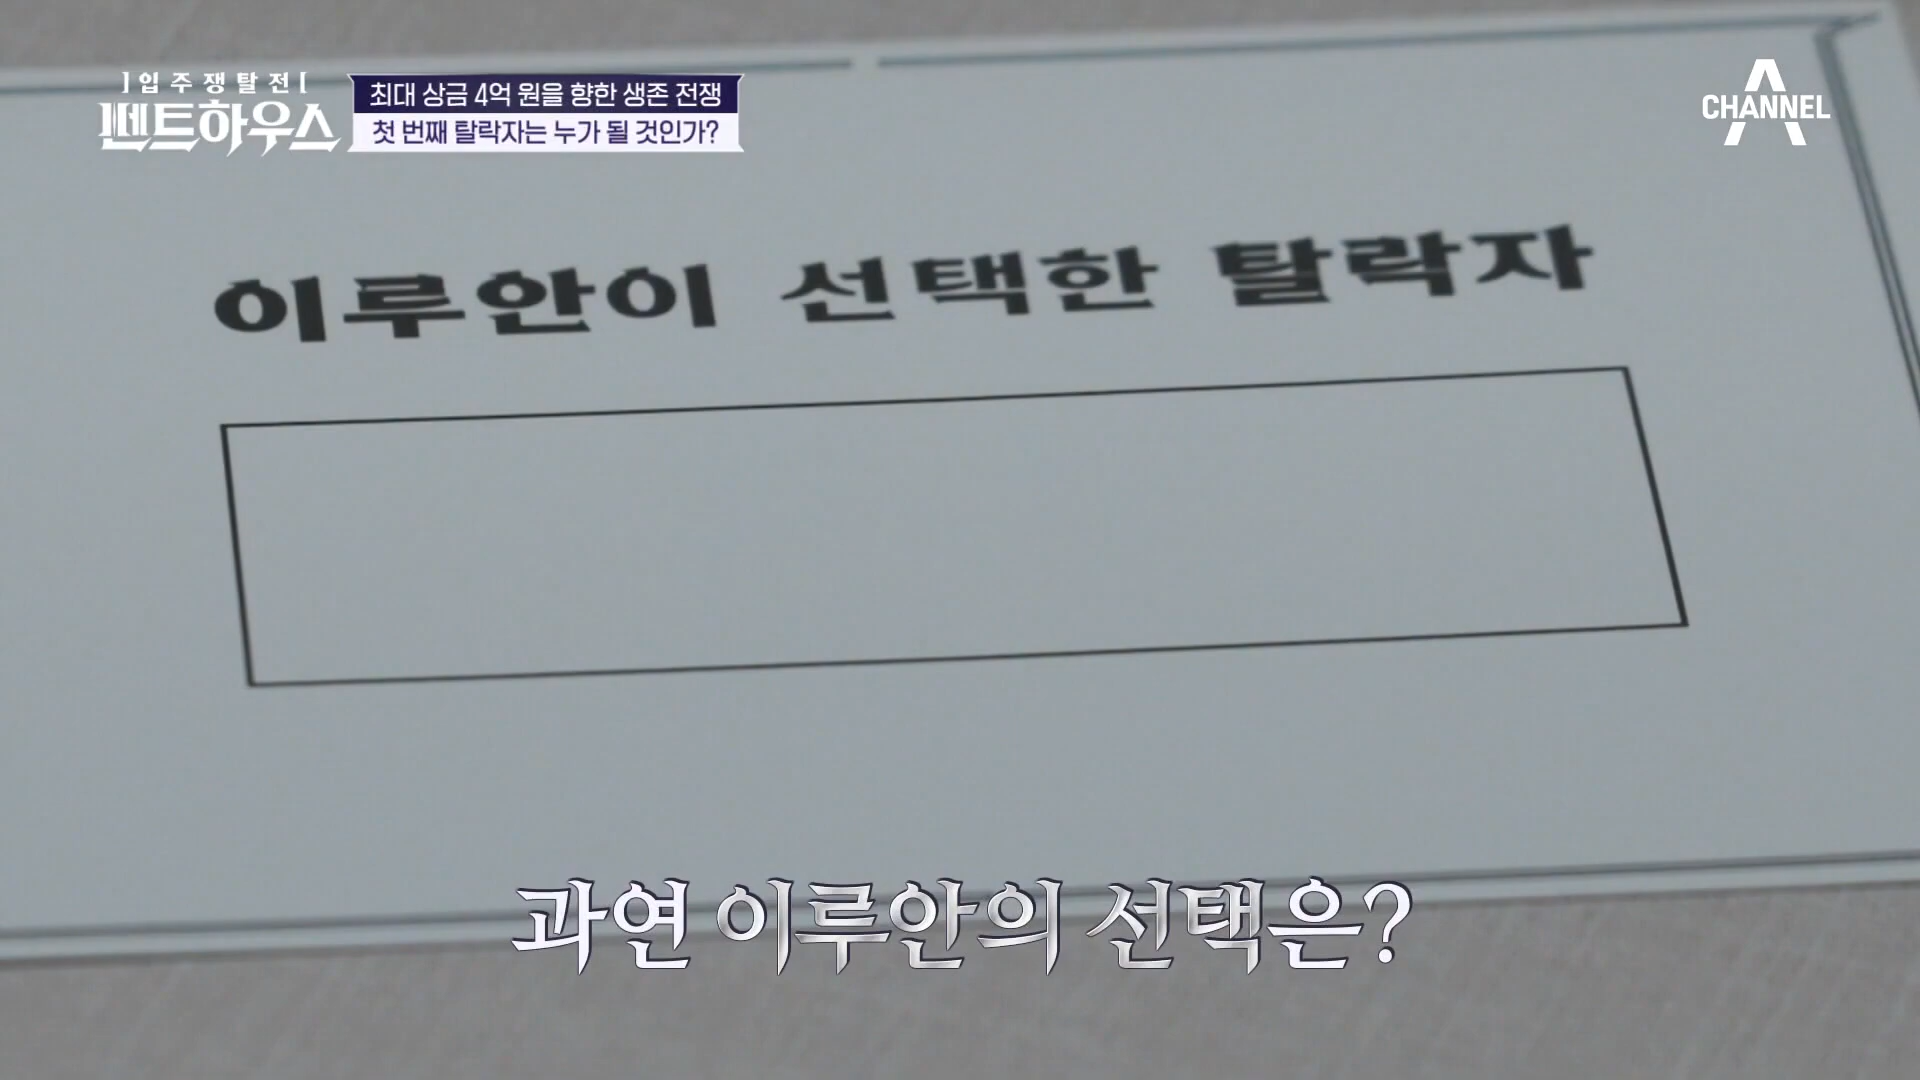 입주쟁탈전
펜트하우스
최대 상금 4억 원을 향한 생존 전쟁
첫 번째 탈락자는 누가 될 것인가?
CHANNEL A
이루안이 선택한 탈락자
과연 이루안의 선택은?